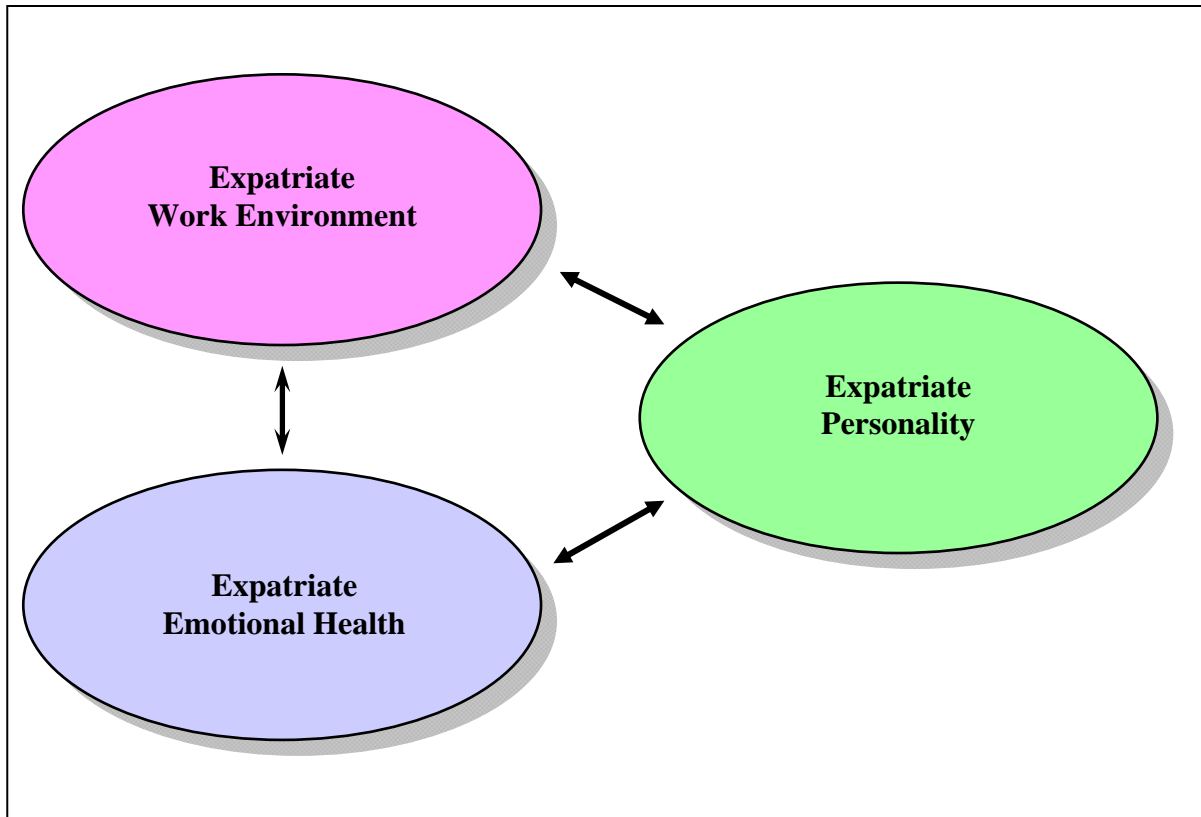 Expatriate
Work Environment
Expatriate
Personality
Expatriate
Emotional Health